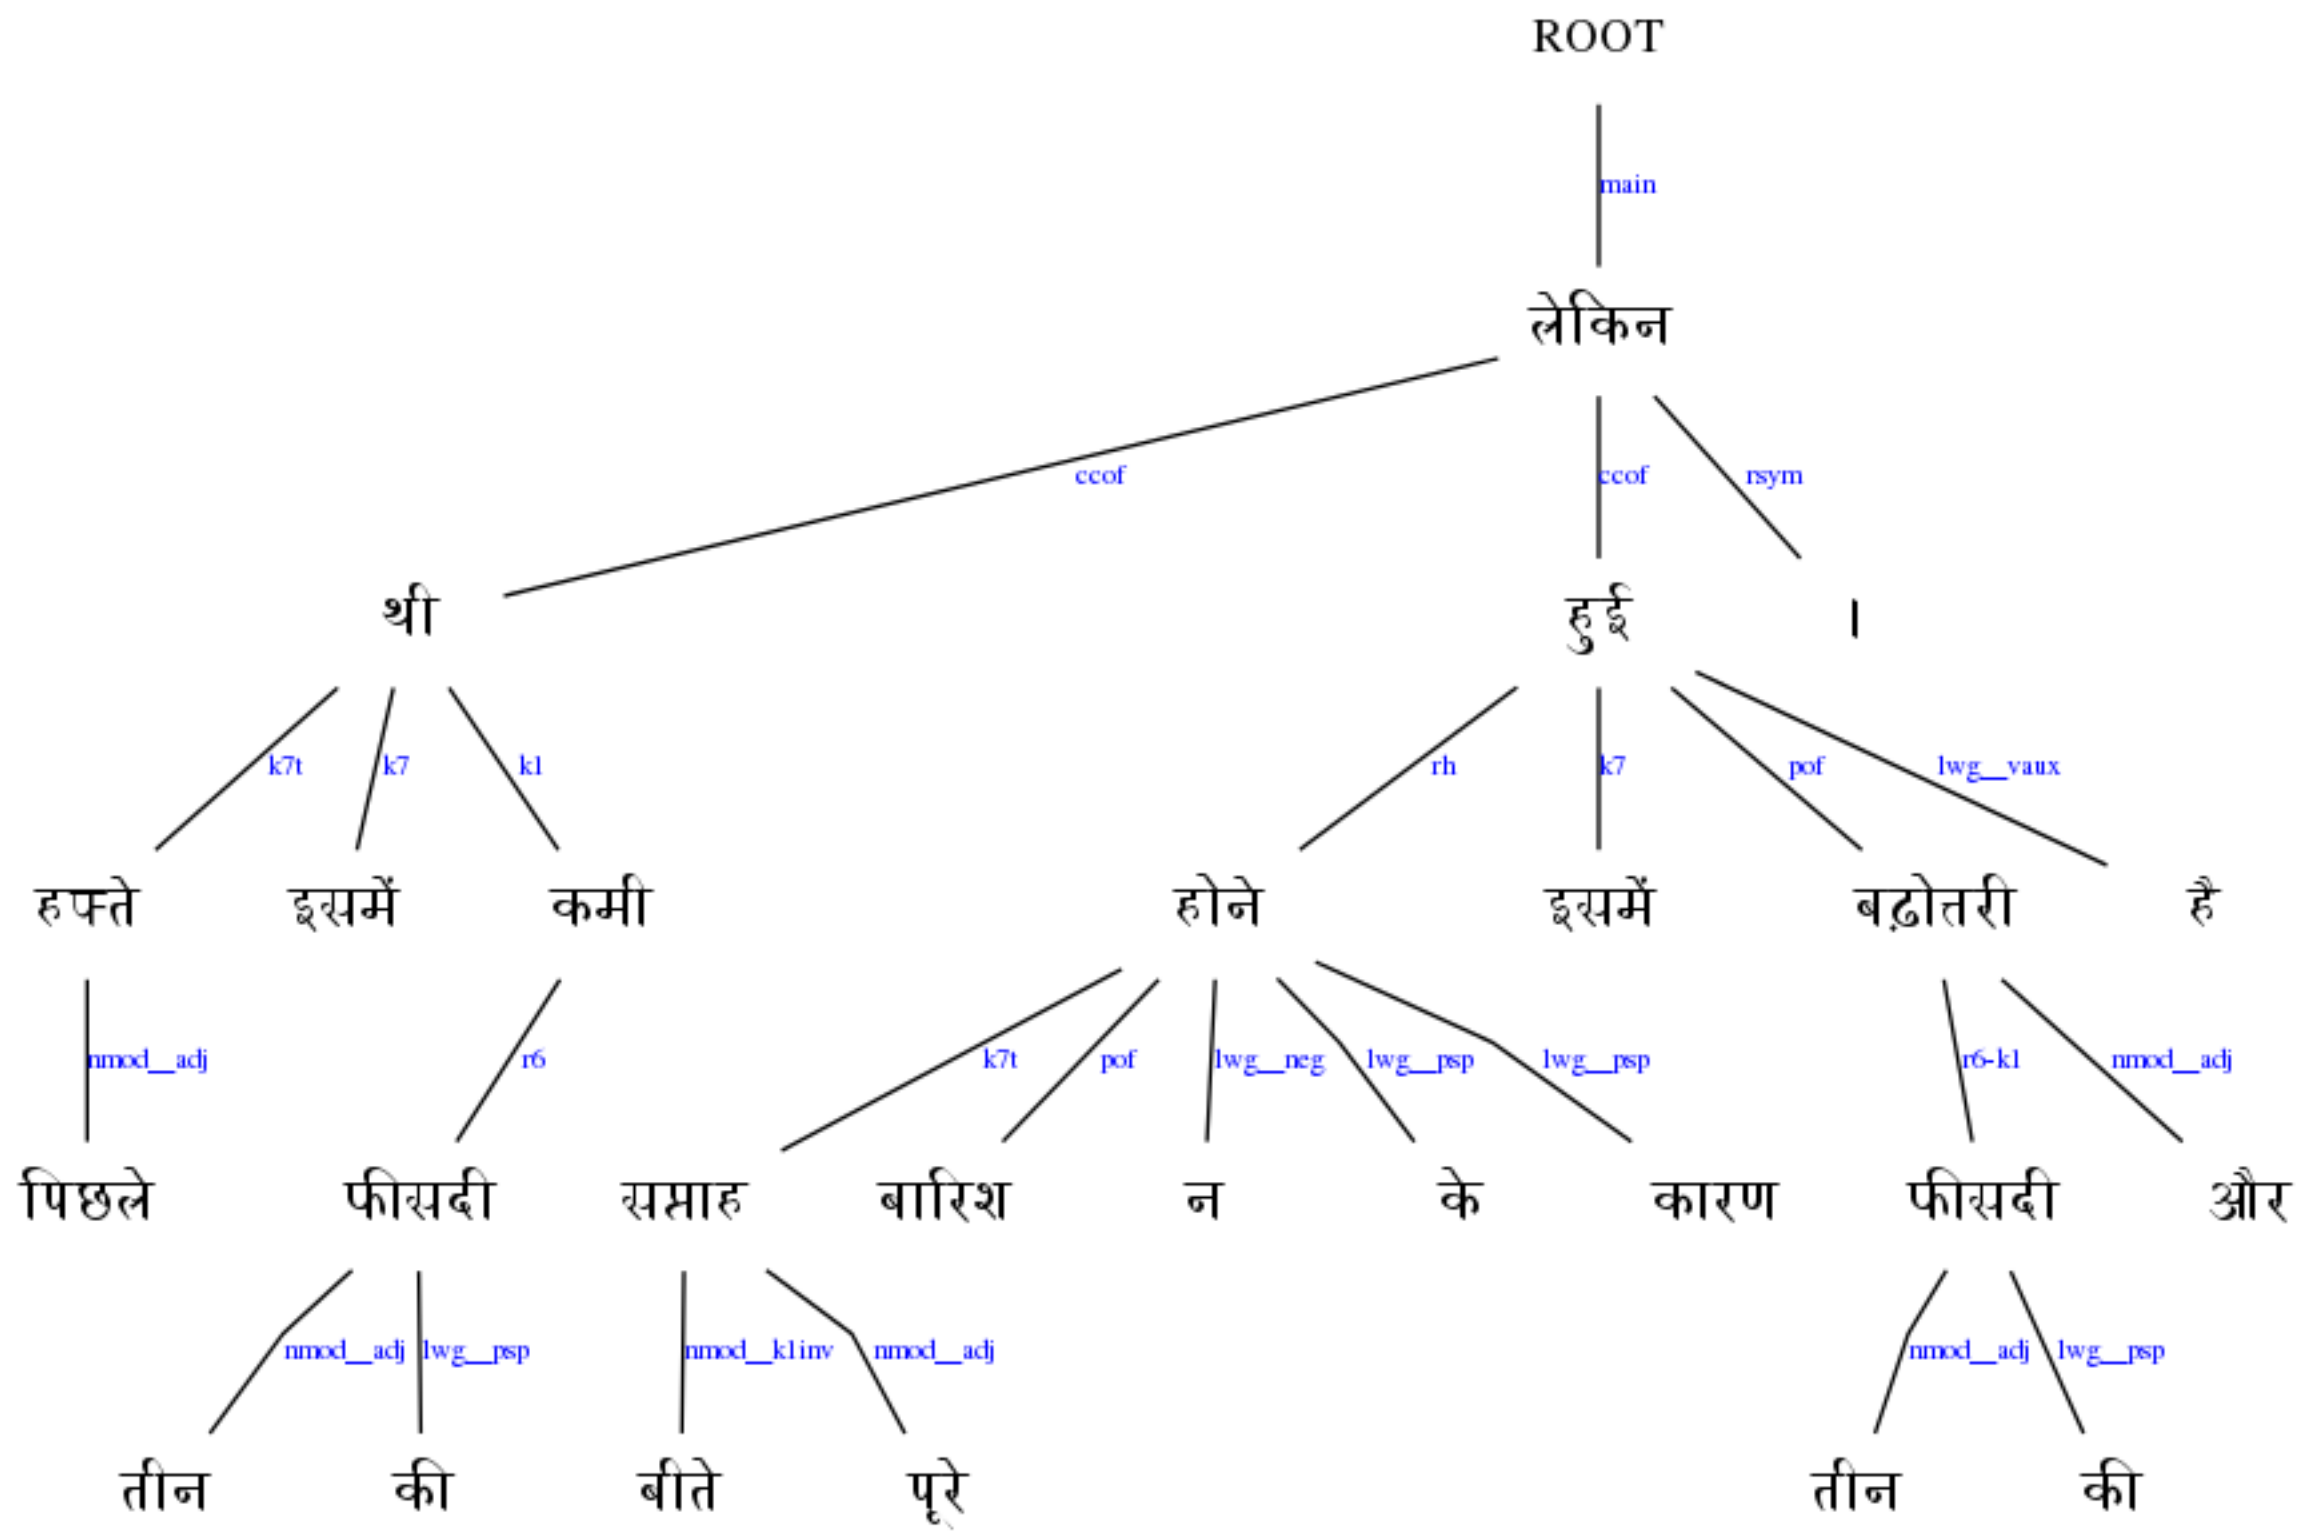 ROOT
main
लेकिन
ccof ccof rsym
थी हुई ।
k7t k7 k1 rh k7 pof lwg__vaux
हफ्ते इसमें कमी होने इसमें बढ़ोत्तरी है
nmod__adj r6 k7t pof lwg__neg lwg__psp lwg__psp r6-k1 nmod__adj
पिछले फीसदी सप्ताह बारिश न के कारण फीसदी और
nmod__adj lwg__psp nmod__k1inv nmod__adj nmod__adj lwg__psp
तीन की बीते पूरे तीन की